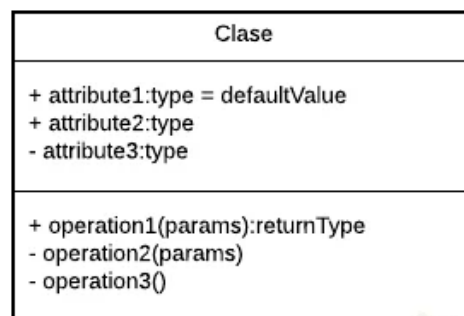 Clase
+ attribute1:type = defaultValue
+ attribute2:type
- attribute3:type
+ operation1(params):returnType
- operation2(params)
- operation3()